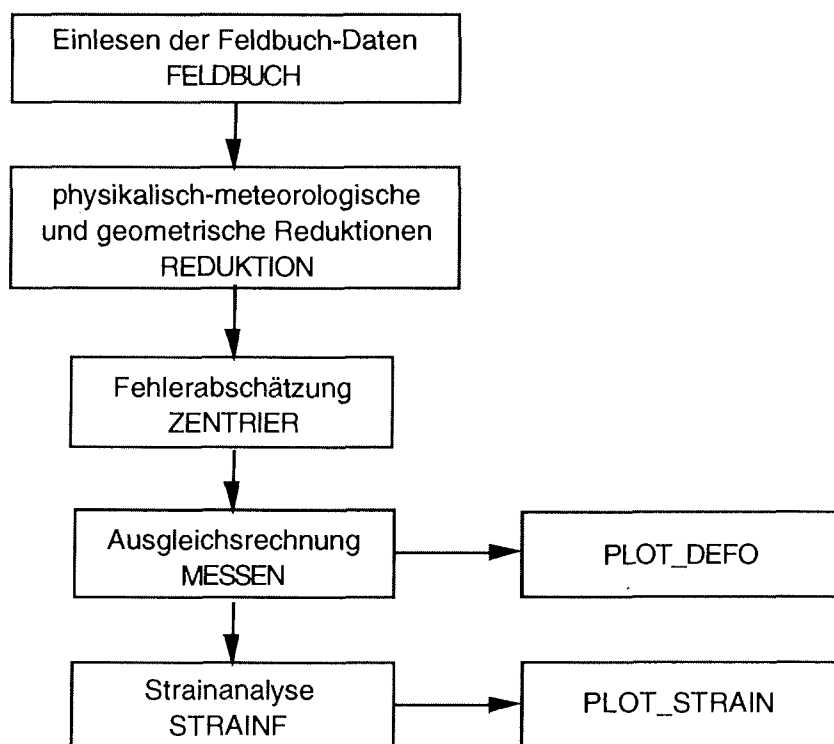 Einlesen der Feldbuch-Daten
FELDBUCH
physikalisch-meteorologische
und geometrische Reduktionen
REDUKTION
Fehlerabschätzung
ZENTRIER
Ausgleichsrechnung
MESSEN
PLOT_DEFO
Strainanalyse
STRAINF
PLOT_STRAIN